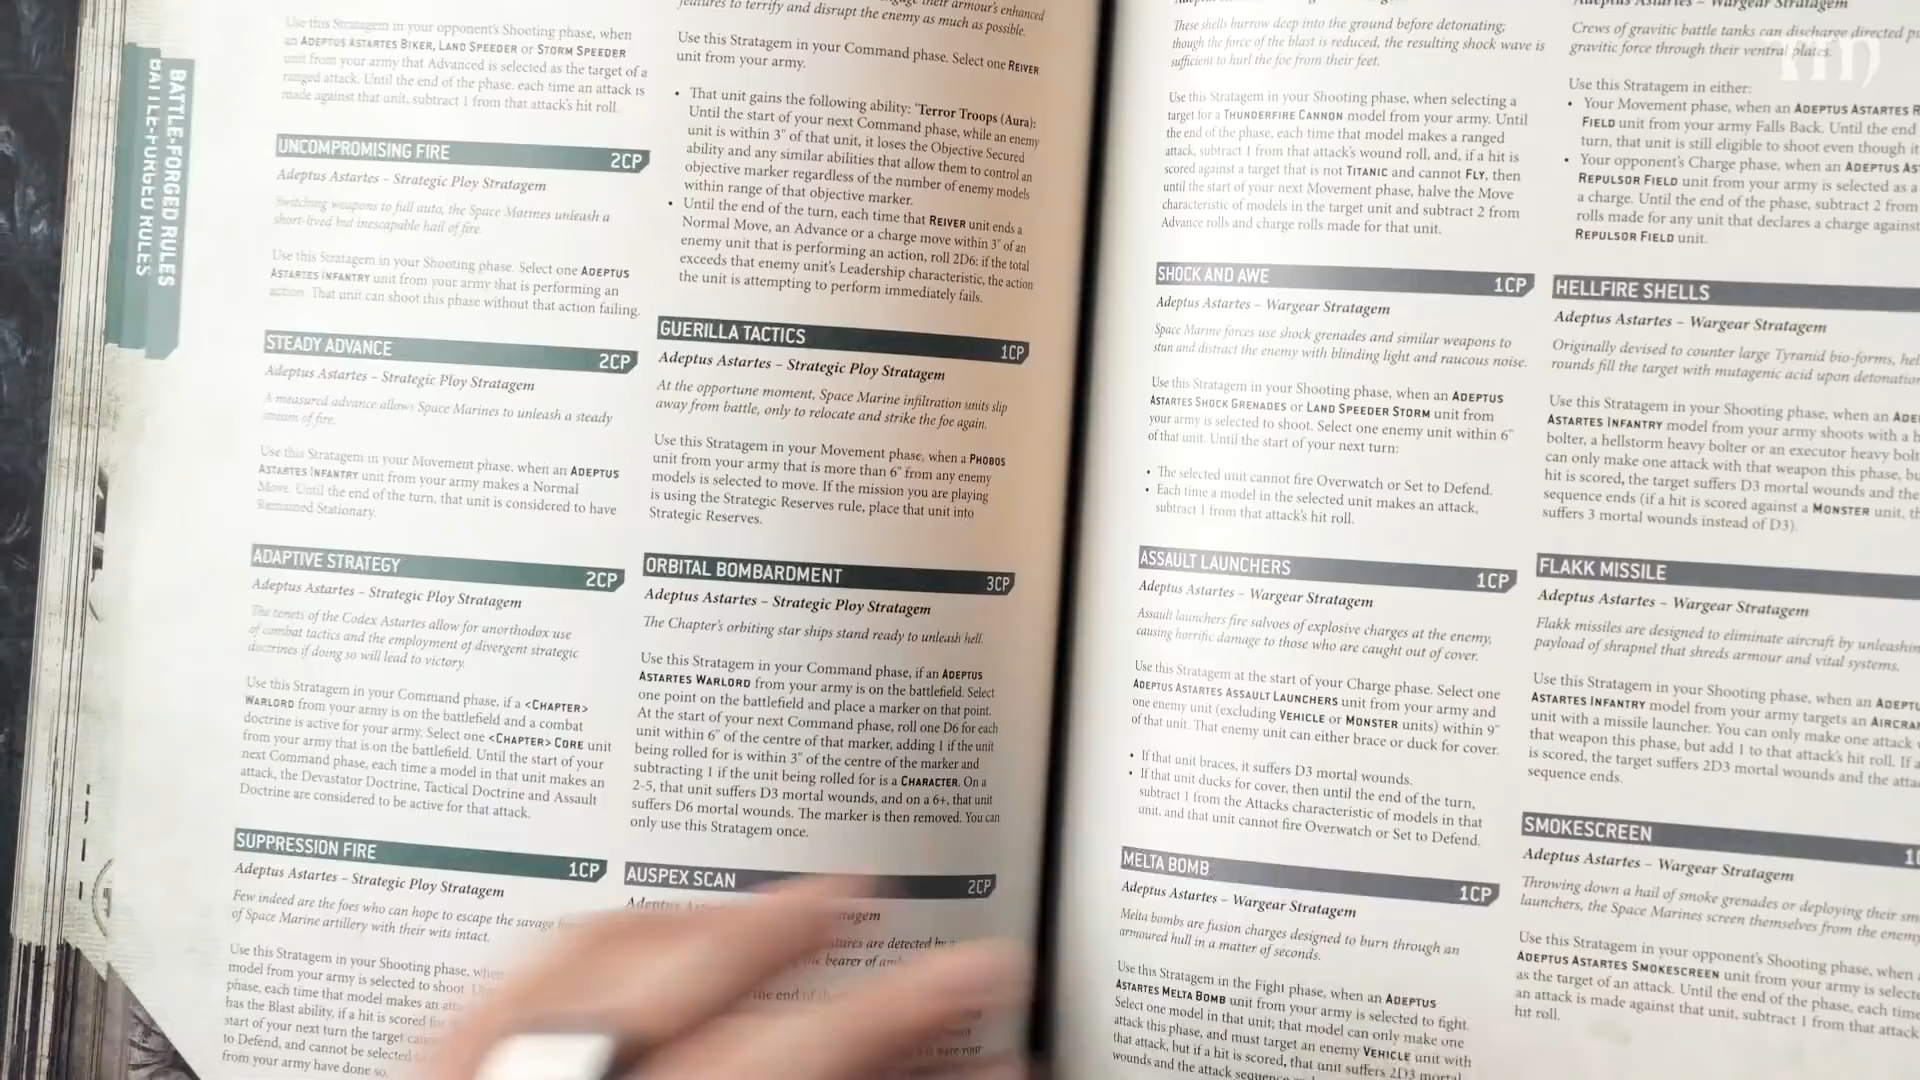 BATTLE-FORGED RULES
BATTLE-FORGED RULES
Use this Stratagem in your opponent's Shooting phase, when
an ADEPTUS ASTARTES BIKER, LAND SPEEDER or STORM SPEEDER
unit from your army that Advanced is selected as the target of a
ranged attack. Until the end of the phase, each time an attack is
made against that unit, subtract 1 from that attack's hit roll.
UNCOMPROMISING FIRE 2CP
Adeptus Astartes – Strategic Ploy Stratagem
Switching weapons to full auto, the Space Marines unleash a
short-lived but inescapable hail of fire.
Use this Stratagem in your Shooting phase. Select one ADEPTUS
ASTARTES INFANTRY unit from your army that is performing an
action. That unit can shoot this phase without that action failing.
STEADY ADVANCE 2CP
Adeptus Astartes – Strategic Ploy Stratagem
A measured advance allows Space Marines to unleash a steady
stream of fire.
Use this Stratagem in your Movement phase, when an ADEPTUS
ASTARTES INFANTRY unit from your army makes a Normal
Move. Until the end of the turn, that unit is considered to have
Remained Stationary.
ADAPTIVE STRATEGY 2CP
Adeptus Astartes – Strategic Ploy Stratagem
The tenets of the Codex Astartes allow for unorthodox use
of combat tactics and the employment of divergent strategic
doctrines if doing so will lead to victory.
Use this Stratagem in your Command phase, if a <CHAPTER>
WARLORD from your army is on the battlefield and a combat
doctrine is active for your army. Select one <CHAPTER> CORE unit
from your army that is on the battlefield. Until the start of your
next Command phase, each time a model in that unit makes an
attack, the Devastator Doctrine, Tactical Doctrine and Assault
Doctrine are considered to be active for that attack.
SUPPRESSION FIRE 1CP
Adeptus Astartes – Strategic Ploy Stratagem
Few indeed are the foes who can hope to escape the savage
of Space Marine artillery with their wits intact.
Use this Stratagem in your Shooting phase, when
model from your army is selected to shoot.
phase, each time that model makes an
has the Blast ability, if a hit is scored
start of your next turn the target
to Defend, and cannot be selected
from your army have done so.
their armour's enhanced
features to terrify and disrupt the enemy as much as possible.
Use this Stratagem in your Command phase. Select one REIVER
unit from your army.
• That unit gains the following ability: 'Terror Troops (Aura):
Until the start of your next Command phase, while an enemy
unit is within 3" of that unit, it loses the Objective Secured
ability and any similar abilities that allow them to control an
objective marker regardless of the number of enemy models
within range of that objective marker.
• Until the end of the turn, each time that REIVER unit ends a
Normal Move, an Advance or a charge move within 3" of an
enemy unit that is performing an action, roll 2D6: if the total
exceeds that enemy unit's Leadership characteristic, the action
the unit is attempting to perform immediately fails.
GUERILLA TACTICS 1CP
Adeptus Astartes – Strategic Ploy Stratagem
At the opportune moment, Space Marine infiltration units slip
away from battle, only to relocate and strike the foe again.
Use this Stratagem in your Movement phase, when a PHOBOS
unit from your army that is more than 6" from any enemy
models is selected to move. If the mission you are playing
is using the Strategic Reserves rule, place that unit into
Strategic Reserves.
ORBITAL BOMBARDMENT 3CP
Adeptus Astartes – Strategic Ploy Stratagem
The Chapter's orbiting star ships stand ready to unleash hell.
Use this Stratagem in your Command phase, if an ADEPTUS
ASTARTES WARLORD from your army is on the battlefield. Select
one point on the battlefield and place a marker on that point.
At the start of your next Command phase, roll one D6 for each
unit within 6" of the centre of that marker, adding 1 if the unit
being rolled for is within 3" of the centre of the marker and
subtracting 1 if the unit being rolled for is a CHARACTER. On a
2-5, that unit suffers D3 mortal wounds, and on a 6+, that unit
suffers D6 mortal wounds. The marker is then removed. You can
only use this Stratagem once.
AUSPEX SCAN 2CP
are detected
bearer of
the end of
These shells burrow deep into the ground before detonating;
though the force of the blast is reduced, the resulting shock wave is
sufficient to hurl the foe from their feet.
Use this Stratagem in your Shooting phase, when selecting a
target for a THUNDERFIRE CANNON model from your army. Until
the end of the phase, each time that model makes a ranged
attack, subtract 1 from that attack's wound roll, and, if a hit is
scored against a target that is not TITANIC and cannot FLY, then
until the start of your next Movement phase, halve the Move
characteristic of models in the target unit and subtract 2 from
Advance rolls and charge rolls made for that unit.
SHOCK AND AWE 1CP
Adeptus Astartes – Wargear Stratagem
Space Marine forces use shock grenades and similar weapons to
stun and distract the enemy with blinding light and raucous noise.
Use this Stratagem in your Shooting phase, when an ADEPTUS
ASTARTES SHOCK GRENADES or LAND SPEEDER STORM unit from
your army is selected to shoot. Select one enemy unit within 6"
of that unit. Until the start of your next turn:
• The selected unit cannot fire Overwatch or Set to Defend.
• Each time a model in the selected unit makes an attack,
subtract 1 from that attack's hit roll.
ASSAULT LAUNCHERS 1CP
Adeptus Astartes – Wargear Stratagem
Assault launchers fire salvoes of explosive charges at the enemy,
causing horrific damage to those who are caught out of cover.
Use this Stratagem at the start of your Charge phase. Select one
ADEPTUS ASTARTES ASSAULT LAUNCHERS unit from your army and
one enemy unit (excluding VEHICLE or MONSTER units) within 9"
of that unit. That enemy unit can either brace or duck for cover.
• If that unit braces, it suffers D3 mortal wounds.
• If that unit ducks for cover, then until the end of the turn,
subtract 1 from the Attacks characteristic of models in that
unit, and that unit cannot fire Overwatch or Set to Defend.
MELTA BOMB 1CP
Adeptus Astartes – Wargear Stratagem
Melta bombs are fusion charges designed to burn through an
armoured hull in a matter of seconds.
Use this Stratagem in the Fight phase, when an ADEPTUS
ASTARTES MELTA BOMB unit from your army is selected to fight.
Select one model in that unit; that model can only make one
attack this phase, and must target an enemy VEHICLE unit with
that attack, but if a hit is scored, that unit suffers 2D3 mortal
wounds and the attack sequence
Adeptus Astartes – Wargear Stratagem
Crews of gravitic battle tanks can discharge directed
gravitic force through their ventral plates.
Use this Stratagem in either:
• Your Movement phase, when an ADEPTUS ASTARTES
FIELD unit from your army Falls Back. Until the end
turn, that unit is still eligible to shoot even though
• Your opponent's Charge phase, when an ADEPTUS
REPULSOR FIELD unit from your army is selected as a
a charge. Until the end of the phase, subtract 2 from
rolls made for any unit that declares a charge against
REPULSOR FIELD unit.
HELLFIRE SHELLS
Adeptus Astartes – Wargear Stratagem
Originally devised to counter large Tyranid bio-forms,
rounds fill the target with mutagenic acid upon
Use this Stratagem in your Shooting phase, when an
ASTARTES INFANTRY model from your army shoots with a
bolter, a hellstorm heavy bolter or an executor heavy
can only make one attack with that weapon this phase,
hit is scored, the target suffers D3 mortal wounds and the
sequence ends (if a hit is scored against a MONSTER unit,
suffers 3 mortal wounds instead of D3).
FLAKK MISSILE
Adeptus Astartes – Wargear Stratagem
Flakk missiles are designed to eliminate aircraft by
payload of shrapnel that shreds armour and vital systems.
Use this Stratagem in your Shooting phase, when an
ASTARTES INFANTRY model from your army targets an
unit with a missile launcher. You can only make one attack
that weapon this phase, but add 1 to that attack's hit roll. If
is scored, the target suffers 2D3 mortal wounds and the
sequence ends.
SMOKESCREEN
Adeptus Astartes – Wargear Stratagem
Throwing down a hail of smoke grenades or deploying their
launchers, the Space Marines screen themselves from the
Use this Stratagem in your opponent's Shooting phase, when
ADEPTUS ASTARTES SMOKESCREEN unit from your army is
as the target of an attack. Until the end of the phase, each
an attack is made against that unit, subtract 1 from that
hit roll.